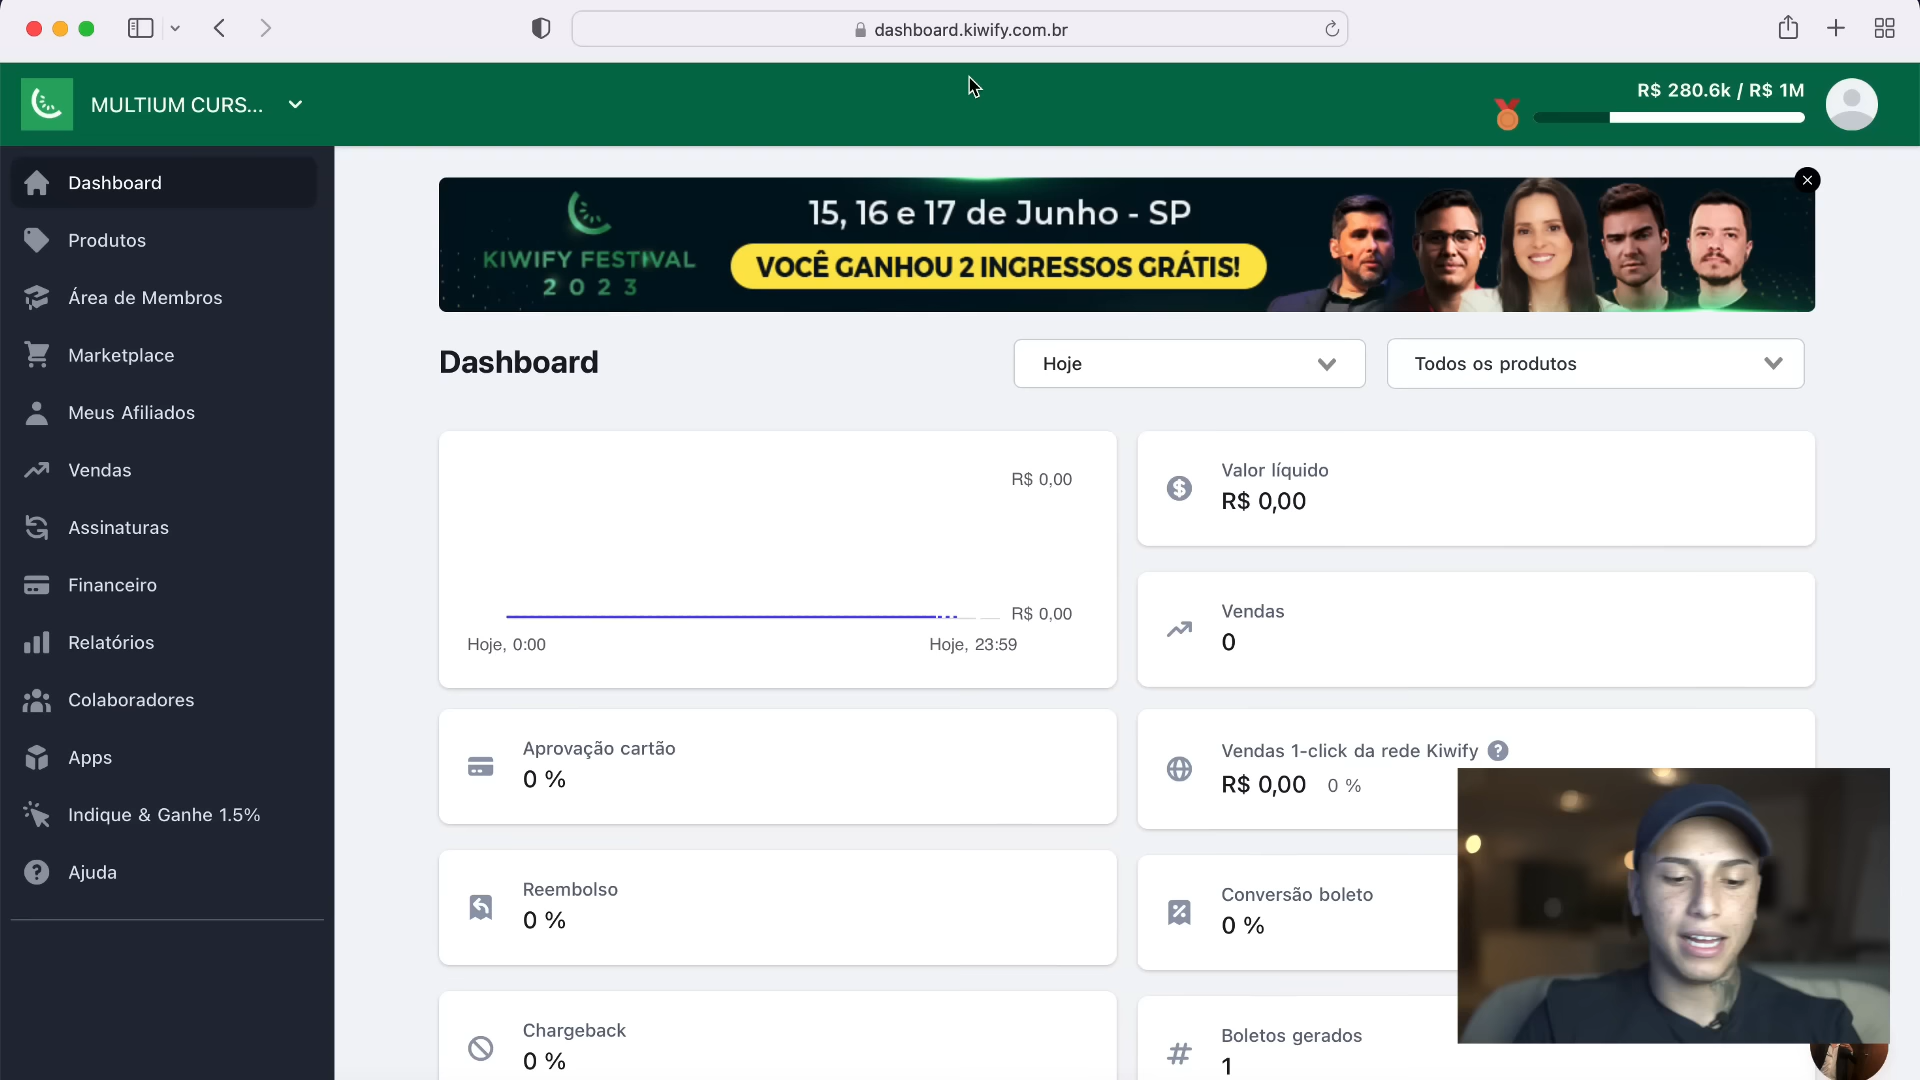 dashboard.kiwify.com.br
MULTIUM CURS...
R$ 280.6k / R$ 1M
Dashboard
Produtos
Área de Membros
Marketplace
Meus Afiliados
Vendas
Assinaturas
Financeiro
Relatórios
Colaboradores
Apps
Indique & Ganhe 1.5%
Ajuda
KIWIFY FESTIVAL
2023
15, 16 e 17 de Junho - SP
VOCÊ GANHOU 2 INGRESSOS GRÁTIS!
Dashboard
Hoje
Todos os produtos
R$ 0,00
R$ 0,00
Hoje, 0:00
Hoje, 23:59
Valor líquido
R$ 0,00
Vendas
0
Aprovação cartão
0 %
Vendas 1-click da rede Kiwify
R$ 0,00 0 %
Reembolso
0 %
Conversão boleto
0 %
Chargeback
0 %
Boletos gerados
1